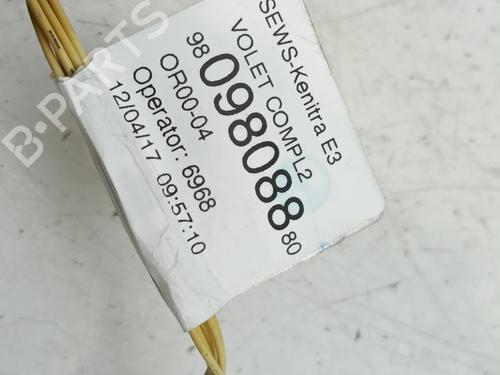 SEWS-Kenitra E3
VOLET COMPL2
98 098088 80
OR00-04
Operator: 6968
12/04/17 09:57:10
B-PARTS